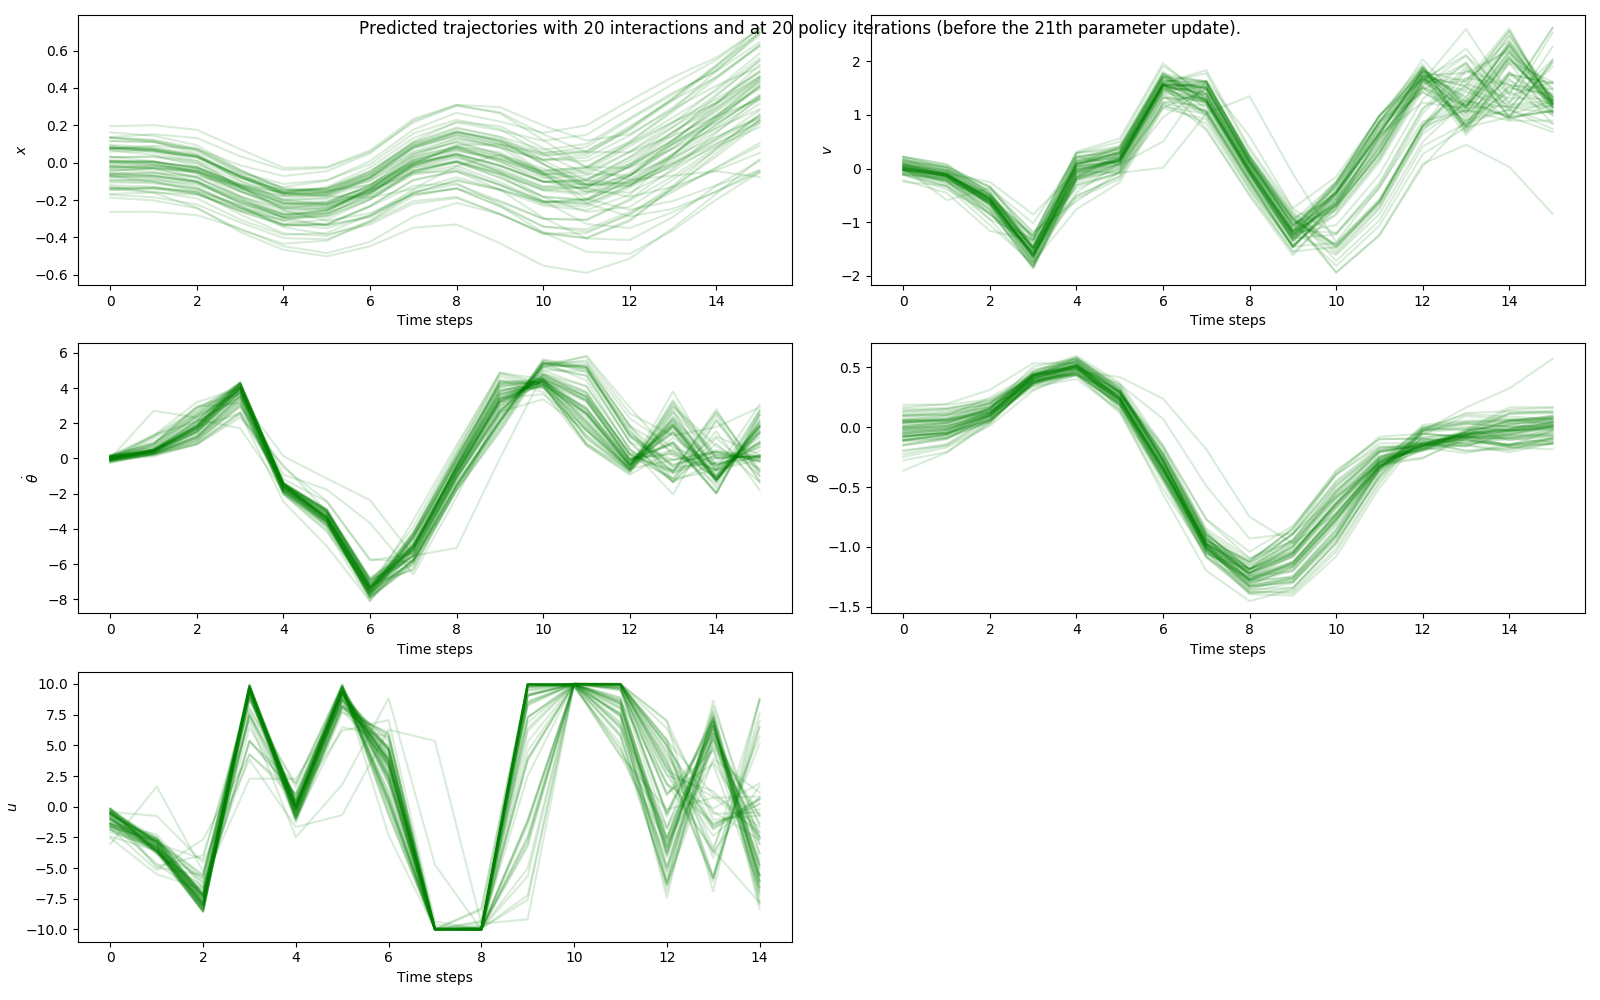 Predicted trajectories with 20 interactions and at 20 policy iterations (before the 21th parameter update).
0.6
0.4
0.2
0.0
−0.2
−0.4
−0.6
x
0 2 4 6 8 10 12 14
Time steps
2
1
0
−1
−2
v
0 2 4 6 8 10 12 14
Time steps
6
4
2
0
−2
−4
−6
−8
θ̇
0 2 4 6 8 10 12 14
Time steps
0.5
0.0
−0.5
−1.0
−1.5
θ
0 2 4 6 8 10 12 14
Time steps
10.0
7.5
5.0
2.5
0.0
−2.5
−5.0
−7.5
−10.0
u
0 2 4 6 8 10 12 14
Time steps